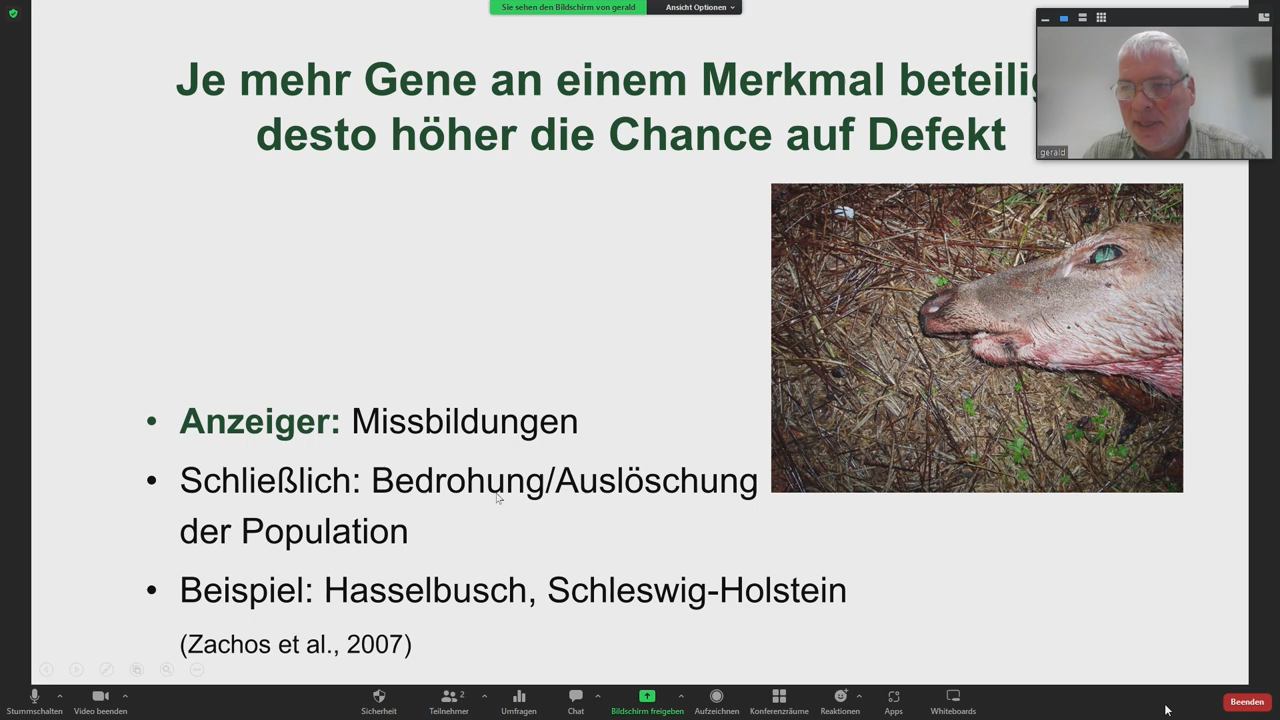 Sie sehen den Bildschirm von gerald
Ansicht Optionen
Je mehr Gene an einem Merkmal
desto höher die Chance auf Defekt
gerald
• Anzeiger: Missbildungen
• Schließlich: Bedrohung/Auslöschung
der Population
• Beispiel: Hasselbusch, Schleswig-Holstein
(Zachos et al., 2007)
Stummschalten
Video beenden
Sicherheit
2
Teilnehmer
Umfragen
Chat
Bildschirm freigeben
Aufzeichnen
Konferenzräume
Reaktionen
Apps
Whiteboards
Beenden